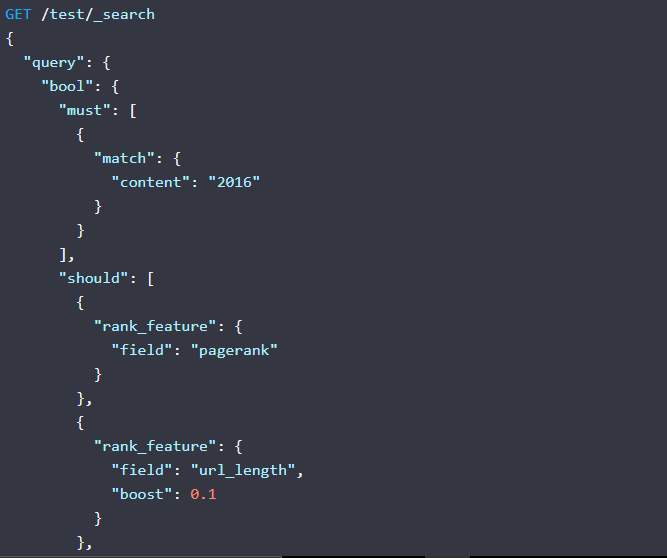 GET /test/_search
{
  "query": {
    "bool": {
      "must": [
        {
          "match": {
            "content": "2016"
          }
        }
      ],
      "should": [
        {
          "rank_feature": {
            "field": "pagerank"
          }
        },
        {
          "rank_feature": {
            "field": "url_length",
            "boost": 0.1
          }
        },